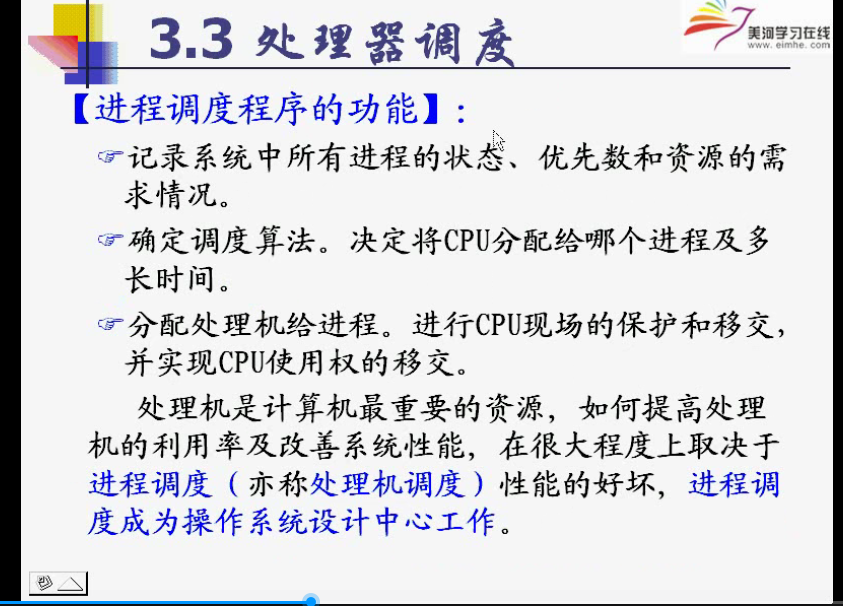 3.3 处理器调度
美河学习在线
www.eimhe.com
【进程调度程序的功能】:
☞记录系统中所有进程的状态、优先数和资源的需
求情况。
☞确定调度算法。决定将CPU分配给哪个进程及多
长时间。
☞分配处理机给进程。进行CPU现场的保护和移交,
并实现CPU使用权的移交。
处理机是计算机最重要的资源, 如何提高处理
机的利用率及改善系统性能, 在很大程度上取决于
进程调度(亦称处理机调度)性能的好坏, 进程调
度成为操作系统设计中心工作。